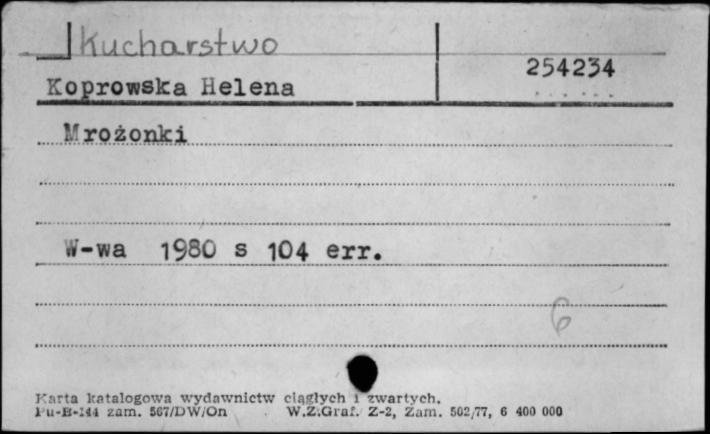 Kucharstwo
Koprowska Helena
254234
Mrożonki
W-wa 1980 s 104 err.
6
Karta katalogowa wydawnictw ciągłych i zwartych.
Pu-B-144 zam. 567/DW/On W.Z.Graf. Z-2, Zam. 502/77, 6 400 000